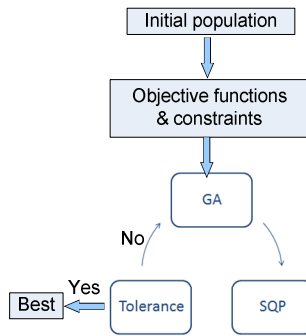 Initial population
Objective functions
& constraints
GA
No
Yes
Best
Tolerance
SQP